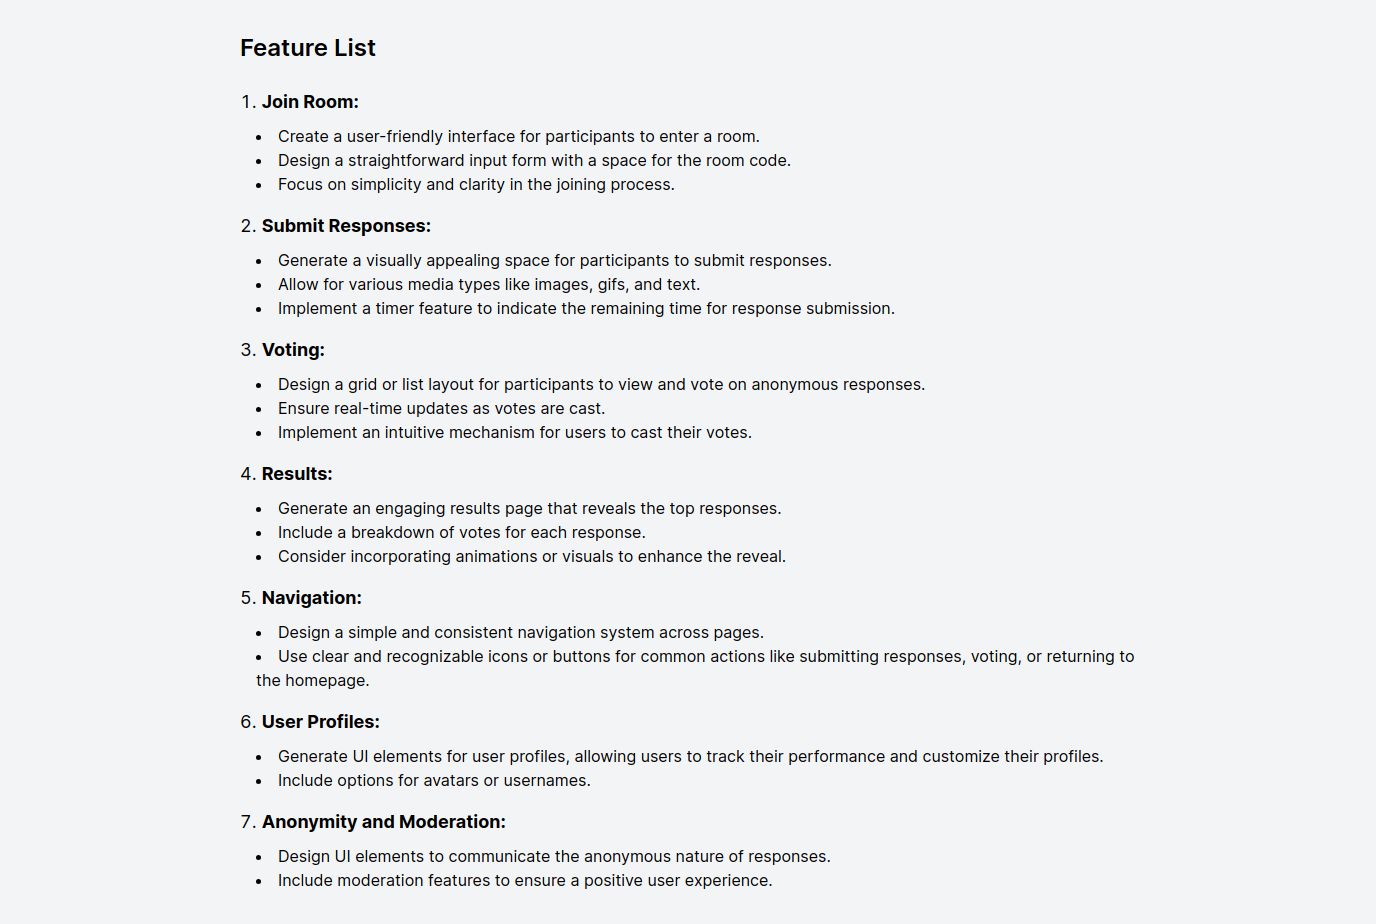 Feature List
1. Join Room:
• Create a user-friendly interface for participants to enter a room.
• Design a straightforward input form with a space for the room code.
• Focus on simplicity and clarity in the joining process.
2. Submit Responses:
• Generate a visually appealing space for participants to submit responses.
• Allow for various media types like images, gifs, and text.
• Implement a timer feature to indicate the remaining time for response submission.
3. Voting:
• Design a grid or list layout for participants to view and vote on anonymous responses.
• Ensure real-time updates as votes are cast.
• Implement an intuitive mechanism for users to cast their votes.
4. Results:
• Generate an engaging results page that reveals the top responses.
• Include a breakdown of votes for each response.
• Consider incorporating animations or visuals to enhance the reveal.
5. Navigation:
• Design a simple and consistent navigation system across pages.
• Use clear and recognizable icons or buttons for common actions like submitting responses, voting, or returning to
the homepage.
6. User Profiles:
• Generate UI elements for user profiles, allowing users to track their performance and customize their profiles.
• Include options for avatars or usernames.
7. Anonymity and Moderation:
• Design UI elements to communicate the anonymous nature of responses.
• Include moderation features to ensure a positive user experience.